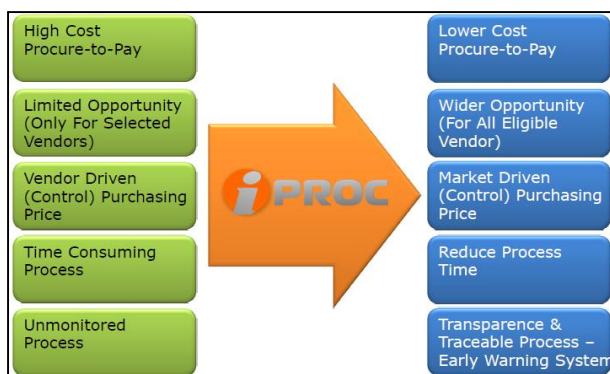 High Cost
Procure-to-Pay
Limited Opportunity
(Only For Selected
Vendors)
Vendor Driven
(Control) Purchasing
Price
Time Consuming
Process
Unmonitored
Process
iPROC
Lower Cost
Procure-to-Pay
Wider Opportunity
(For All Eligible
Vendor)
Market Driven
(Control) Purchasing
Price
Reduce Process
Time
Transparence &
Traceable Process –
Early Warning System